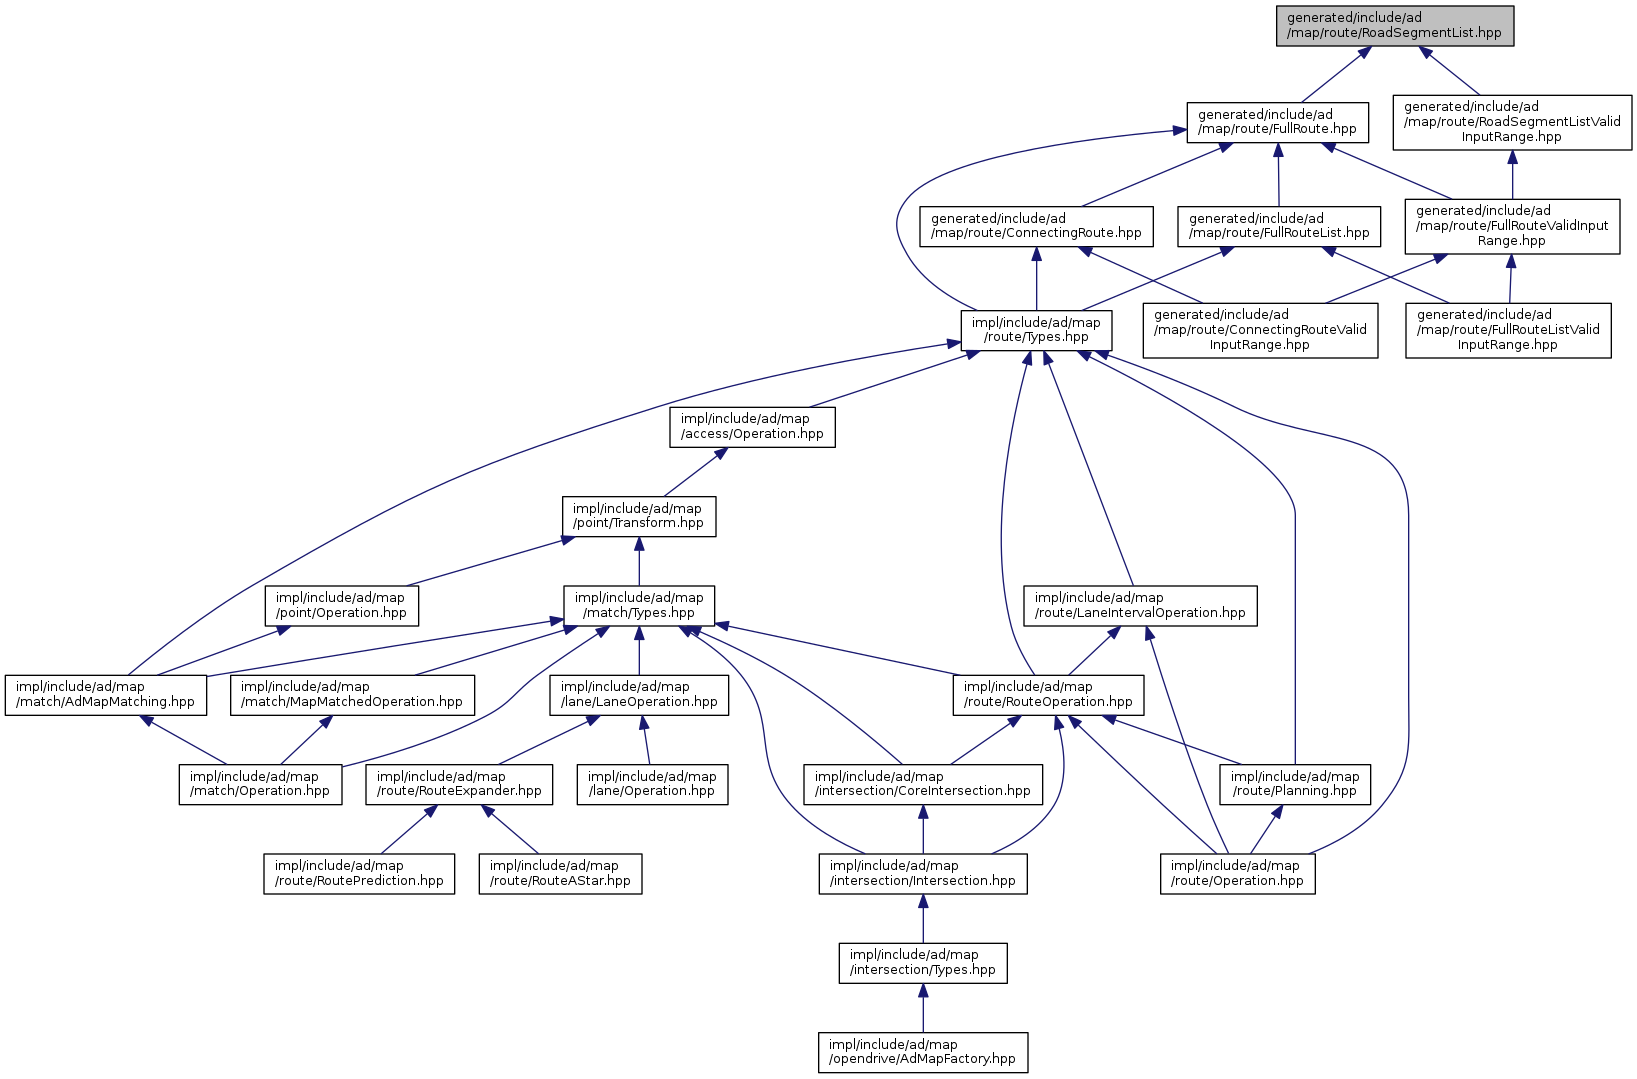 generated/include/ad
/map/route/RoadSegmentList.hpp
generated/include/ad
/map/route/FullRoute.hpp
generated/include/ad
/map/route/RoadSegmentListValid
InputRange.hpp
generated/include/ad
/map/route/ConnectingRoute.hpp
generated/include/ad
/map/route/FullRouteList.hpp
generated/include/ad
/map/route/FullRouteValidInput
Range.hpp
impl/include/ad/map
/route/Types.hpp
generated/include/ad
/map/route/ConnectingRouteValid
InputRange.hpp
generated/include/ad
/map/route/FullRouteListValid
InputRange.hpp
impl/include/ad/map
/access/Operation.hpp
impl/include/ad/map
/point/Transform.hpp
impl/include/ad/map
/point/Operation.hpp
impl/include/ad/map
/match/Types.hpp
impl/include/ad/map
/route/LaneIntervalOperation.hpp
impl/include/ad/map
/match/AdMapMatching.hpp
impl/include/ad/map
/match/MapMatchedOperation.hpp
impl/include/ad/map
/lane/LaneOperation.hpp
impl/include/ad/map
/route/RouteOperation.hpp
impl/include/ad/map
/match/Operation.hpp
impl/include/ad/map
/route/RouteExpander.hpp
impl/include/ad/map
/lane/Operation.hpp
impl/include/ad/map
/intersection/CoreIntersection.hpp
impl/include/ad/map
/route/Planning.hpp
impl/include/ad/map
/route/RoutePrediction.hpp
impl/include/ad/map
/route/RouteAStar.hpp
impl/include/ad/map
/intersection/Intersection.hpp
impl/include/ad/map
/route/Operation.hpp
impl/include/ad/map
/intersection/Types.hpp
impl/include/ad/map
/opendrive/AdMapFactory.hpp